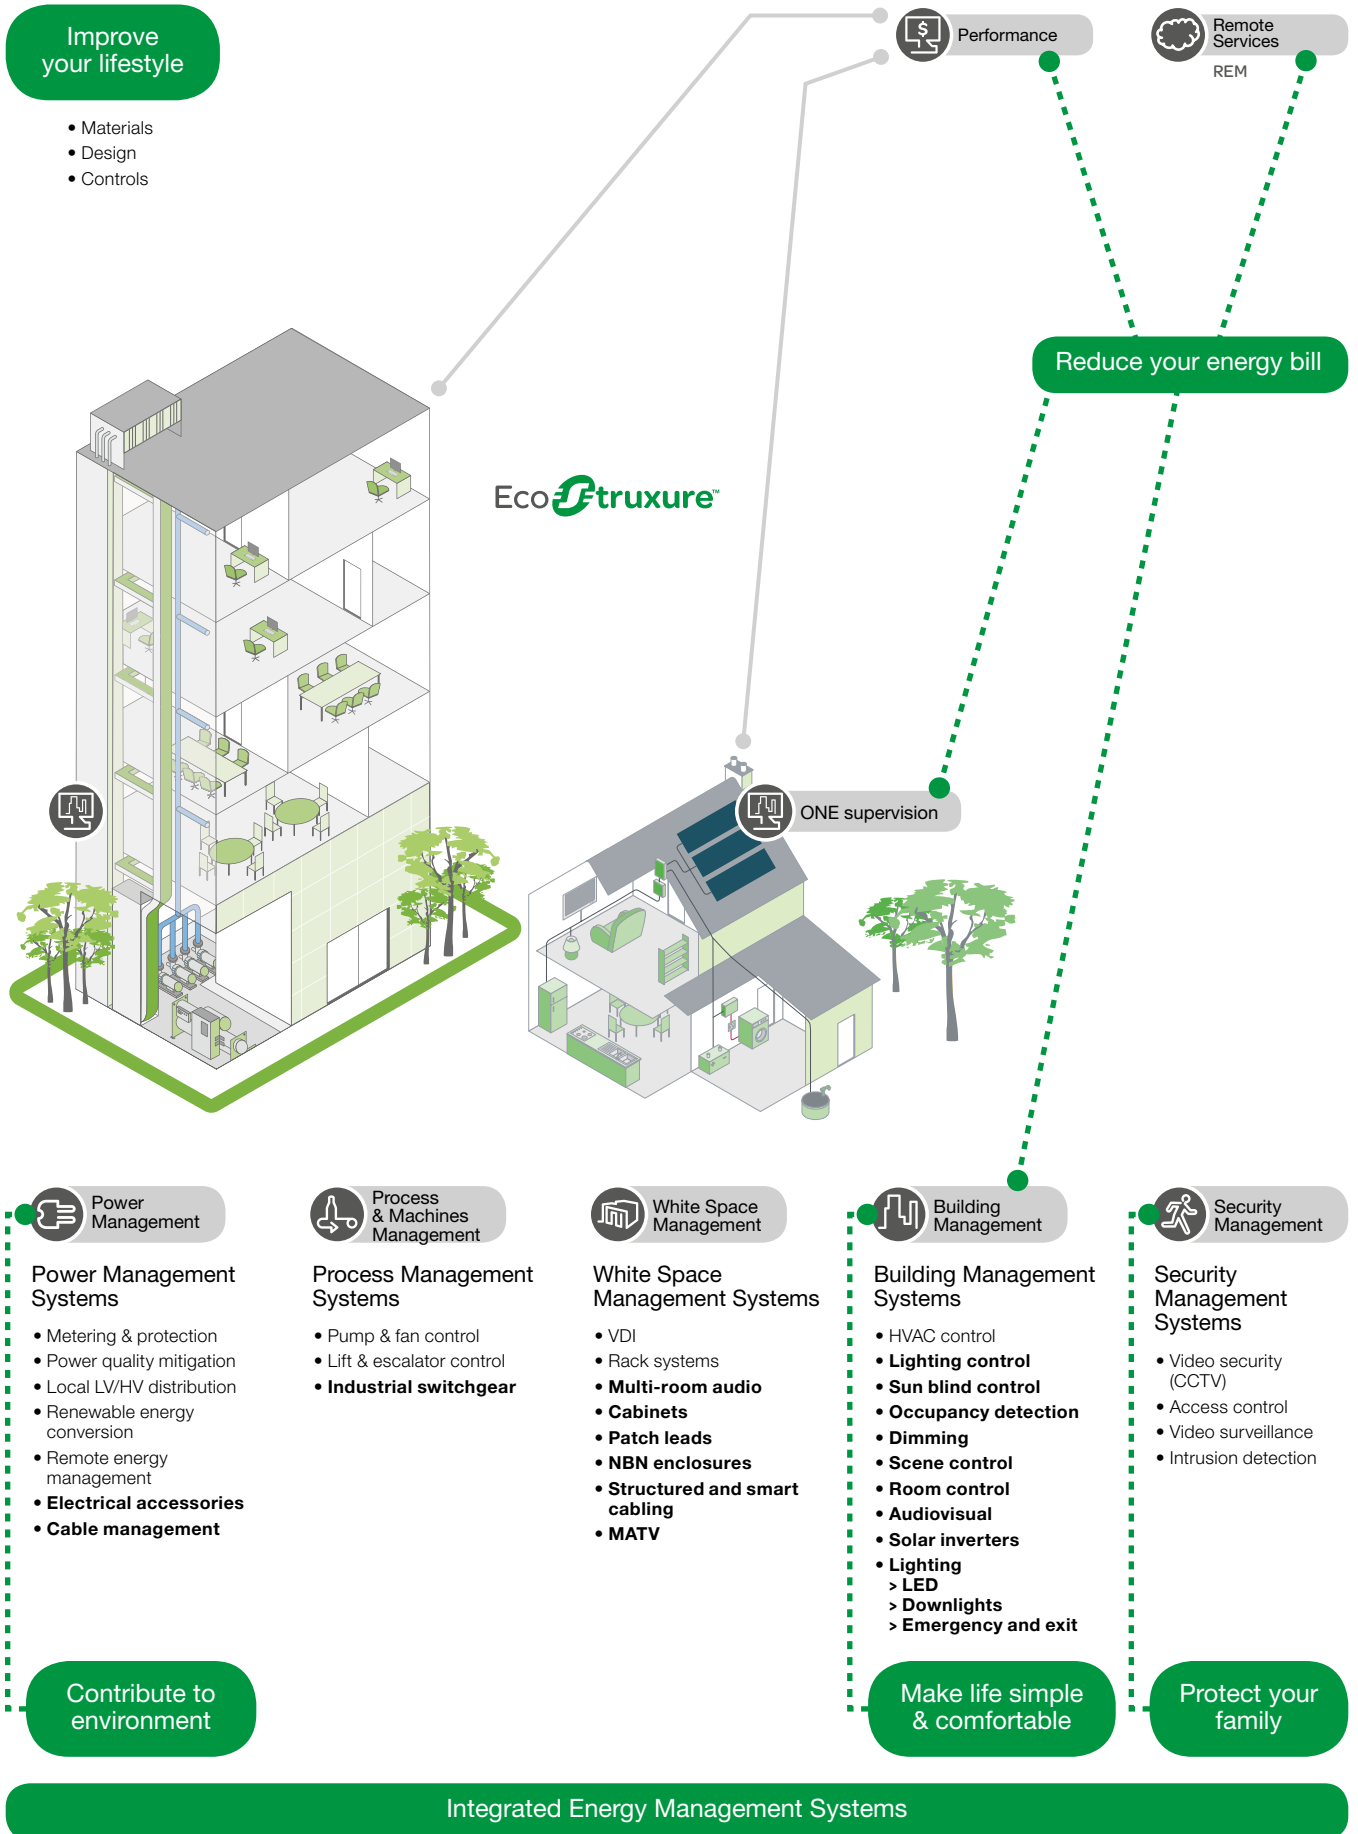 Improve
your lifestyle
• Materials
• Design
• Controls
$
Performance
Remote
Services
REM
Reduce your energy bill
EcoStruxure™
ONE supervision
Power
Management
Power Management
Systems
• Metering & protection
• Power quality mitigation
• Local LV/HV distribution
• Renewable energy
conversion
• Remote energy
management
• Electrical accessories
• Cable management
Contribute to
environment
Process
& Machines
Management
Process Management
Systems
• Pump & fan control
• Lift & escalator control
• Industrial switchgear
White Space
Management
White Space
Management Systems
• VDI
• Rack systems
• Multi-room audio
• Cabinets
• Patch leads
• NBN enclosures
• Structured and smart
cabling
• MATV
Building
Management
Building Management
Systems
• HVAC control
• Lighting control
• Sun blind control
• Occupancy detection
• Dimming
• Scene control
• Room control
• Audiovisual
• Solar inverters
• Lighting
> LED
> Downlights
> Emergency and exit
Make life simple
& comfortable
Security
Management
Security
Management
Systems
• Video security
(CCTV)
• Access control
• Video surveillance
• Intrusion detection
Protect your
family
Integrated Energy Management Systems